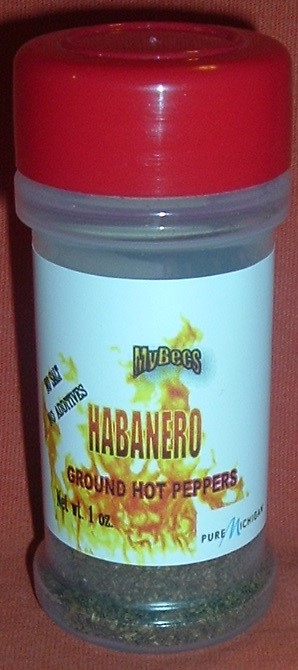 MyBecs
NO SALT
NO ADDITIVES
HABANERO
GROUND HOT PEPPERS
Net wt. 1 oz.
PURE MICHIGAN